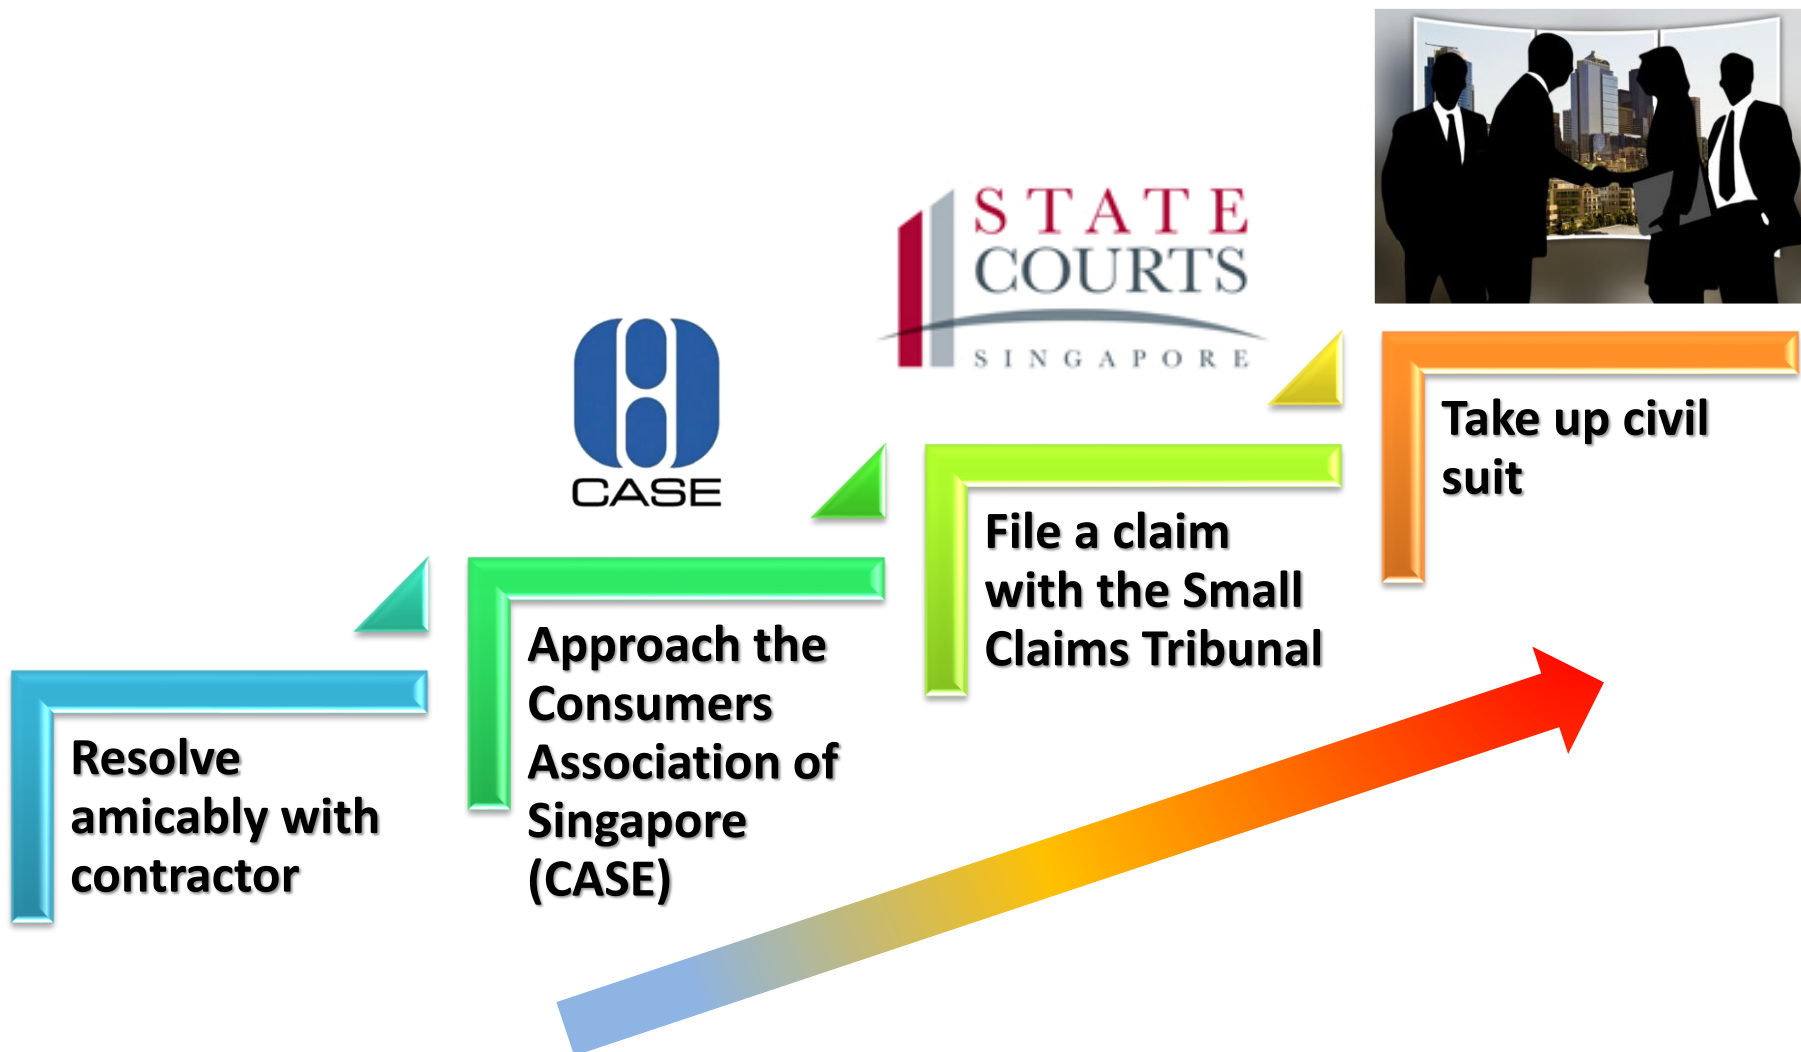 STATE
COURTS
SINGAPORE
CASE
Take up civil
suit
File a claim
with the Small
Claims Tribunal
Approach the
Consumers
Association of
Singapore
(CASE)
Resolve
amicably with
contractor